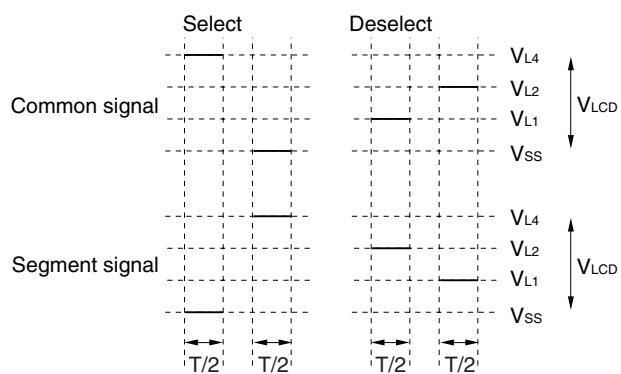 Select Deselect
VL4
VL2
Common signal
VLCD
VL1
VSS
VL4
VL2
Segment signal
VLCD
VL1
VSS
T/2 T/2 T/2 T/2